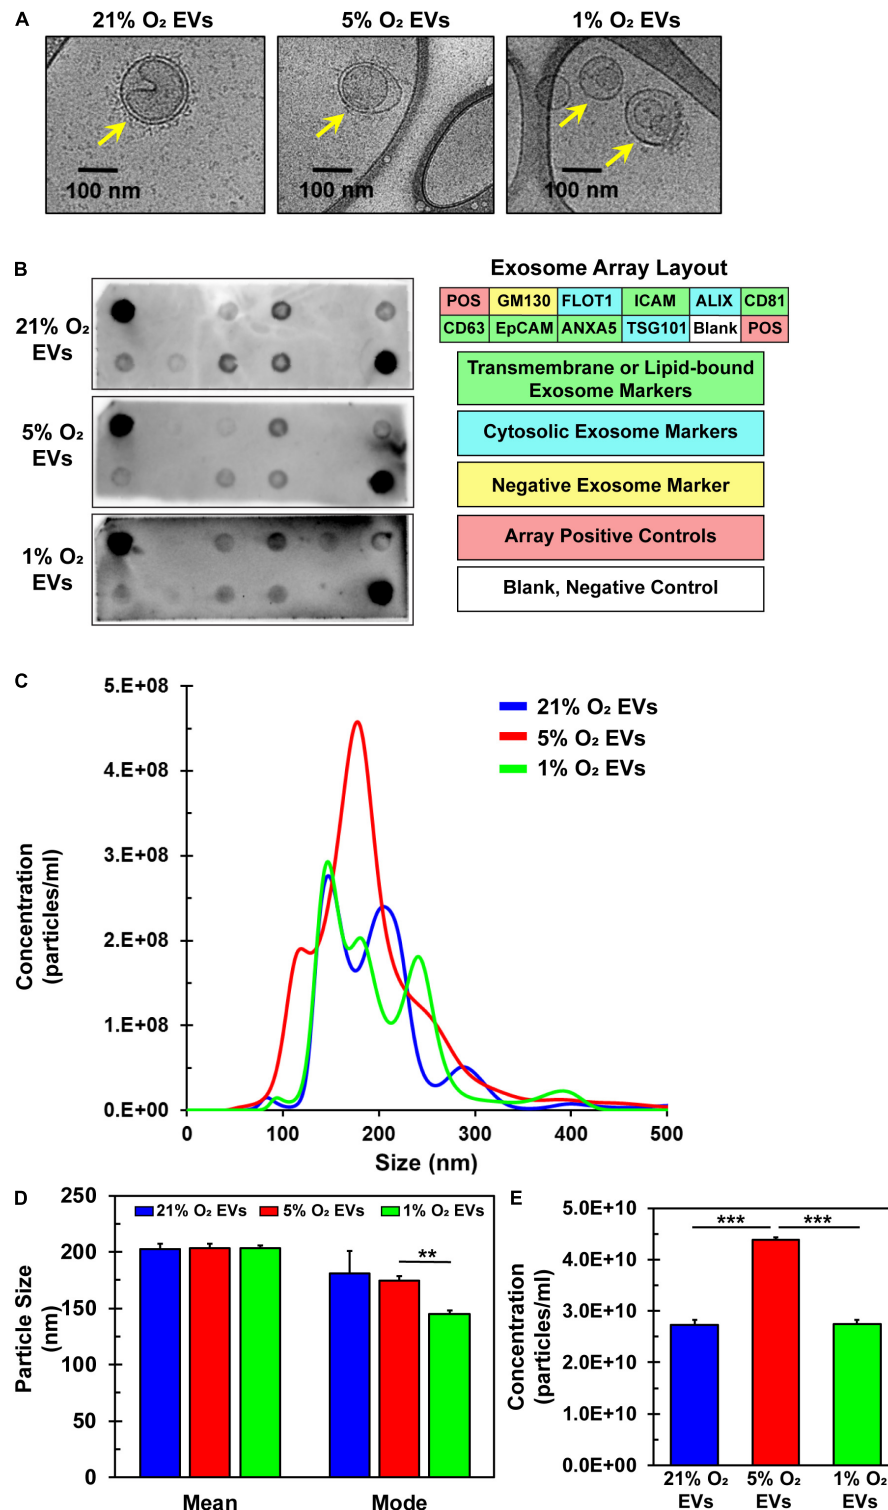 A
21% O₂ EVs
5% O₂ EVs
1% O₂ EVs
100 nm
100 nm
100 nm
B
21% O₂
EVs
5% O₂
EVs
1% O₂
EVs
Exosome Array Layout
POS GM130 FLOT1 ICAM ALIX CD81
CD63 EpCAM ANXA5 TSG101 Blank POS
Transmembrane or Lipid-bound
Exosome Markers
Cytosolic Exosome Markers
Negative Exosome Marker
Array Positive Controls
Blank, Negative Control
C
Concentration
(particles/ml)
5.E+08
4.E+08
3.E+08
2.E+08
1.E+08
0.E+00
0 100 200 300 400 500
Size (nm)
21% O₂ EVs
5% O₂ EVs
1% O₂ EVs
D
Particle Size
(nm)
250
200
150
100
50
0
21% O₂ EVs 5% O₂ EVs 1% O₂ EVs
**
Mean Mode
E
Concentration
(particles/ml)
5.0E+10
4.0E+10
3.0E+10
2.0E+10
1.0E+10
0.0E+00
*** ***
21% O₂ 5% O₂ 1% O₂
EVs EVs EVs